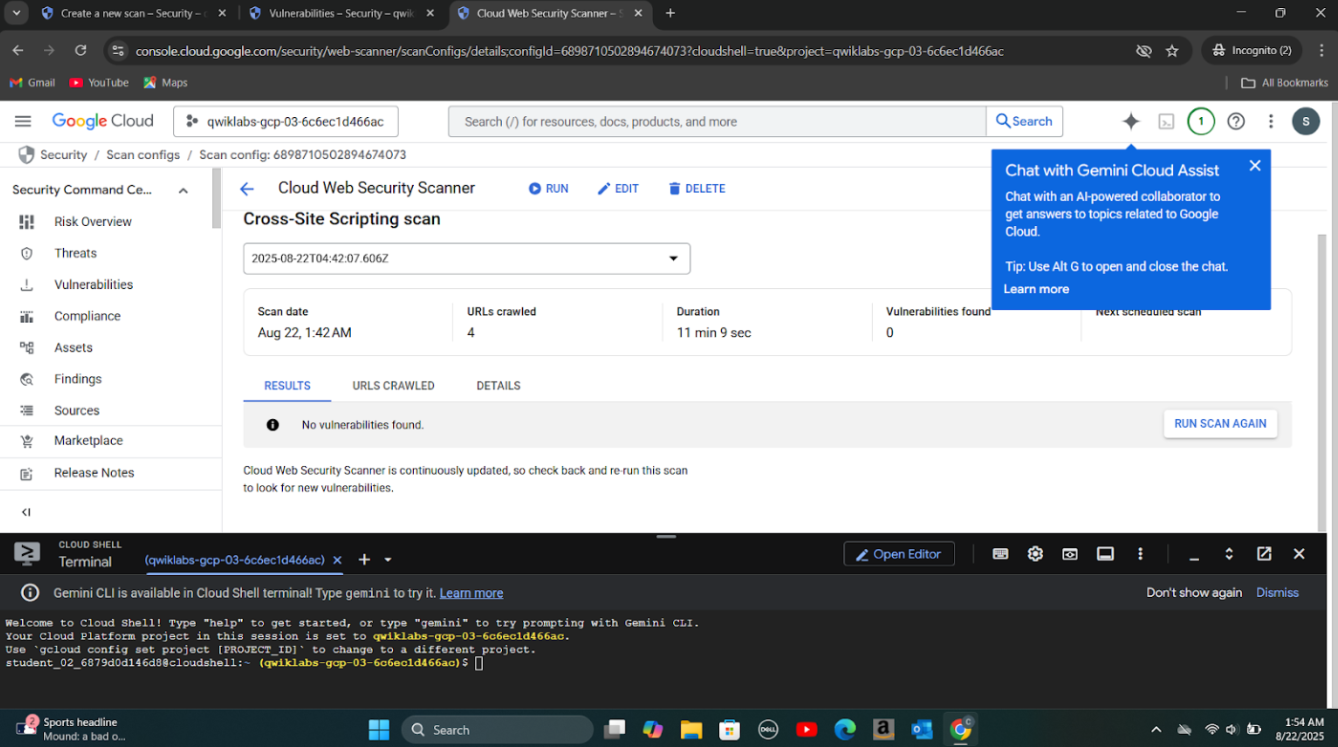 Create a new scan – Security –
Vulnerabilities – Security – qwik
Cloud Web Security Scanner – S
console.cloud.google.com/security/web-scanner/scanConfigs/details;configId=6898710502894674073?cloudshell=true&project=qwiklabs-gcp-03-6c6ec1d466ac
Incognito (2)
Gmail
YouTube
Maps
All Bookmarks
Google Cloud
qwiklabs-gcp-03-6c6ec1d466ac
Search (/) for resources, docs, products, and more
Search
1
S
Security / Scan configs / Scan config: 6898710502894674073
Security Command Ce...
Risk Overview
Threats
Vulnerabilities
Compliance
Assets
Findings
Sources
Marketplace
Release Notes
Cloud Web Security Scanner
RUN
EDIT
DELETE
Cross-Site Scripting scan
2025-08-22T04:42:07.606Z
Scan date
Aug 22, 1:42 AM
URLs crawled
4
Duration
11 min 9 sec
Vulnerabilities found
0
Next scheduled scan
Chat with Gemini Cloud Assist
Chat with an AI-powered collaborator to
get answers to topics related to Google
Cloud.
Tip: Use Alt G to open and close the chat.
Learn more
RESULTS
URLS CRAWLED
DETAILS
No vulnerabilities found.
RUN SCAN AGAIN
Cloud Web Security Scanner is continuously updated, so check back and re-run this scan
to look for new vulnerabilities.
CLOUD SHELL
Terminal
(qwiklabs-gcp-03-6c6ec1d466ac)
Open Editor
Gemini CLI is available in Cloud Shell terminal! Type gemini to try it. Learn more
Don't show again
Dismiss
Welcome to Cloud Shell! Type "help" to get started, or type "gemini" to try prompting with Gemini CLI.
Your Cloud Platform project in this session is set to qwiklabs-gcp-03-6c6ec1d466ac.
Use `gcloud config set project [PROJECT_ID]` to change to a different project.
student_02_6879d0d146d8@cloudshell:~ (qwiklabs-gcp-03-6c6ec1d466ac)$
2
Sports headline
Mound: a bad o...
Search
DELL
a
C
1:54 AM
8/22/2025